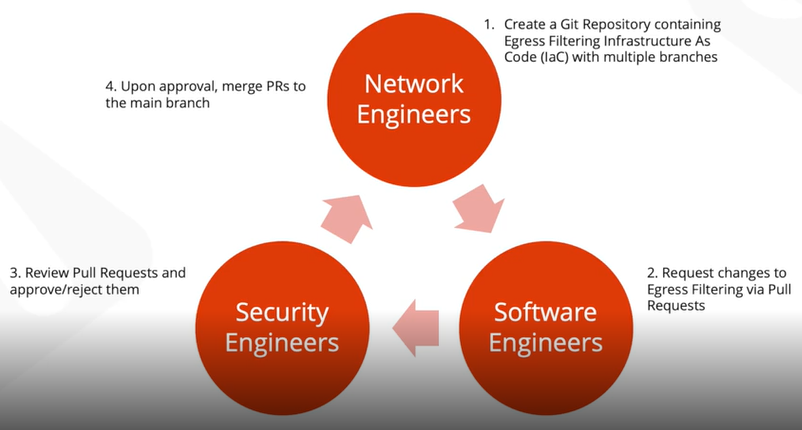 1. Create a Git Repository containing
Egress Filtering Infrastructure As
Code (IaC) with multiple branches
Network
Engineers
4. Upon approval, merge PRs to
the main branch
3. Review Pull Requests and
approve/reject them
Security
Engineers
Software
Engineers
2. Request changes to
Egress Filtering via Pull
Requests